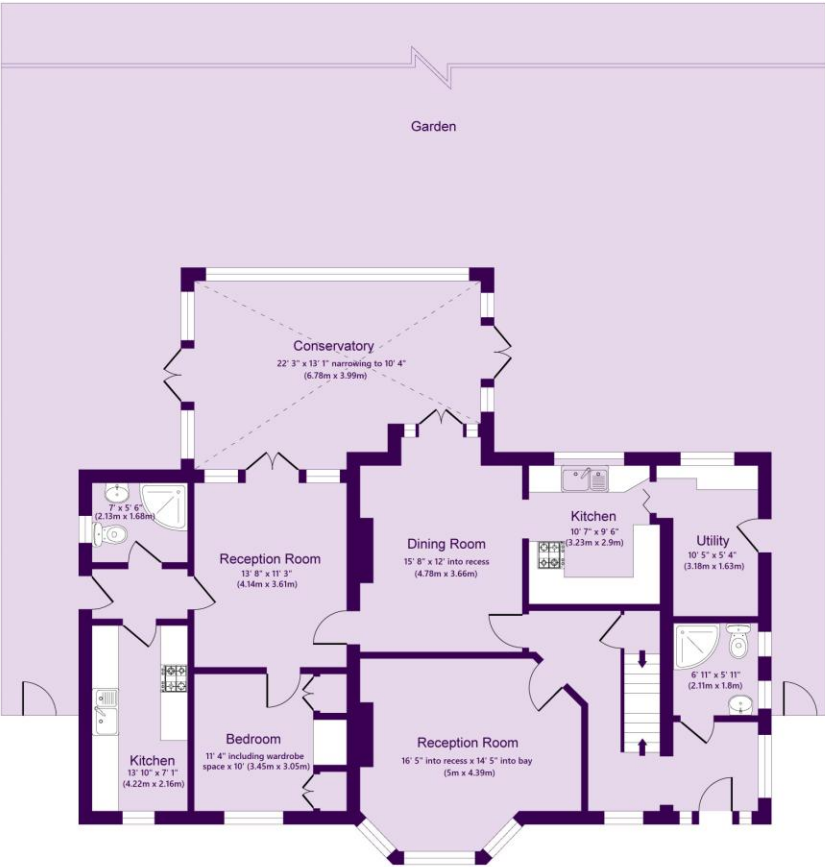 Garden
Conservatory
22' 3" x 13' 1" narrowing to 10' 4"
(6.78m x 3.99m)
7' x 5' 6"
(2.13m x 1.68m)
Reception Room
13' 8" x 11' 3"
(4.14m x 3.61m)
Dining Room
15' 8" x 12' into recess
(4.78m x 3.66m)
Kitchen
10' 7" x 9' 6"
(3.23m x 2.9m)
Utility
10' 5" x 5' 4"
(3.18m x 1.63m)
6' 11" x 5' 11"
(2.11m x 1.8m)
Kitchen
13' 10" x 7' 1"
(4.22m x 2.16m)
Bedroom
11' 4" including wardrobe
space x 10' (3.45m x 3.05m)
Reception Room
16' 5" into recess x 14' 5" into bay
(5m x 4.39m)